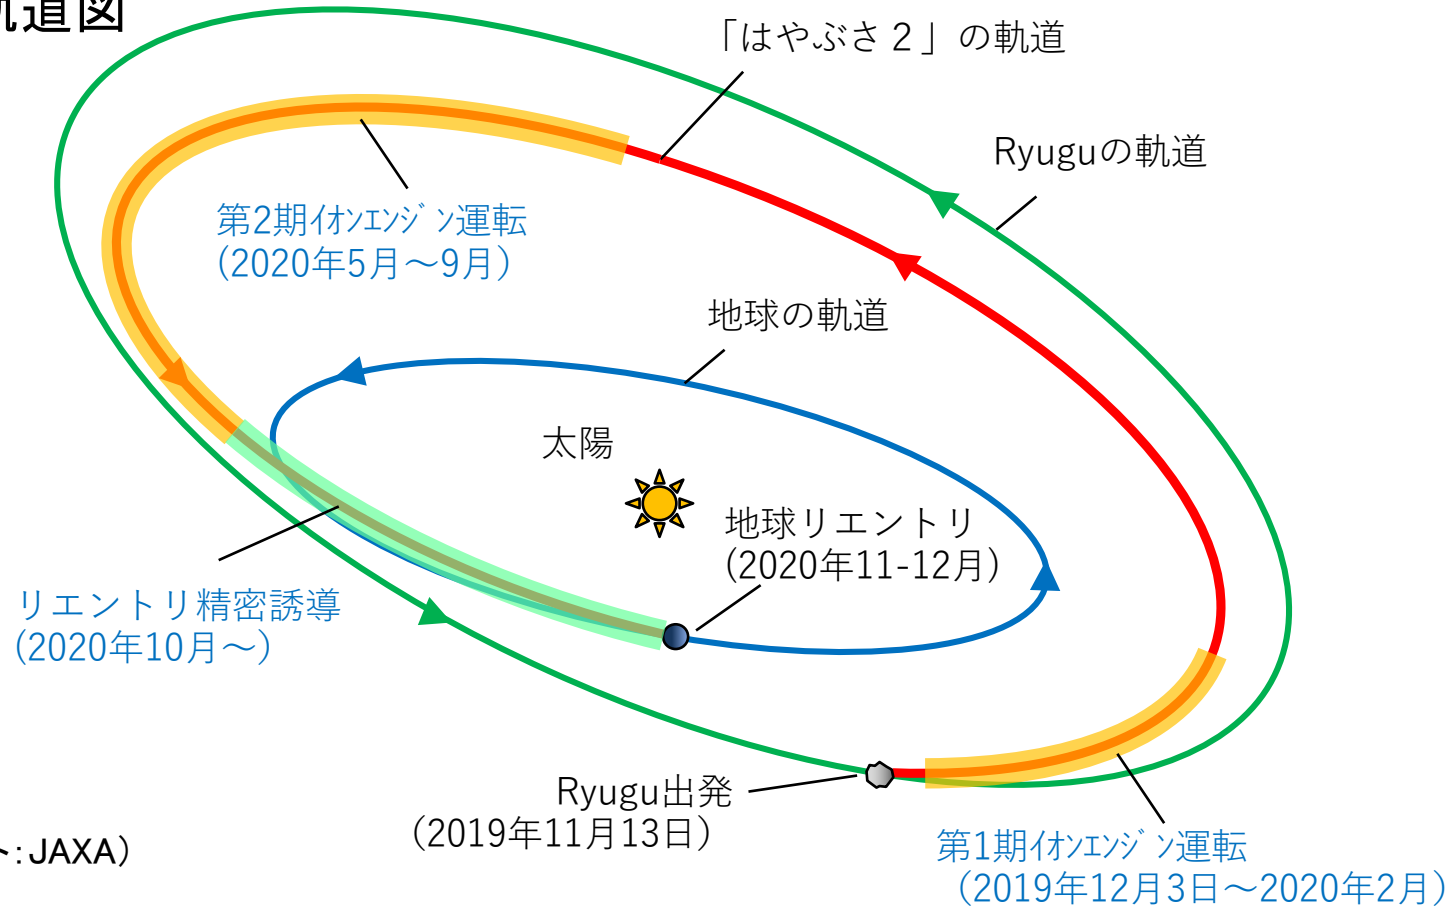 道図
「はやぶさ２」の軌道
Ryuguの軌道
第2期ｲｵﾝｴﾝｼﾞﾝ運転
(2020年5月～9月)
地球の軌道
太陽
地球リエントリ
(2020年11-12月)
リエントリ精密誘導
(2020年10月～)
Ryugu出発
(2019年11月13日)
第1期ｲｵﾝｴﾝｼﾞﾝ運転
(2019年12月3日～2020年2月)
ト：JAXA）